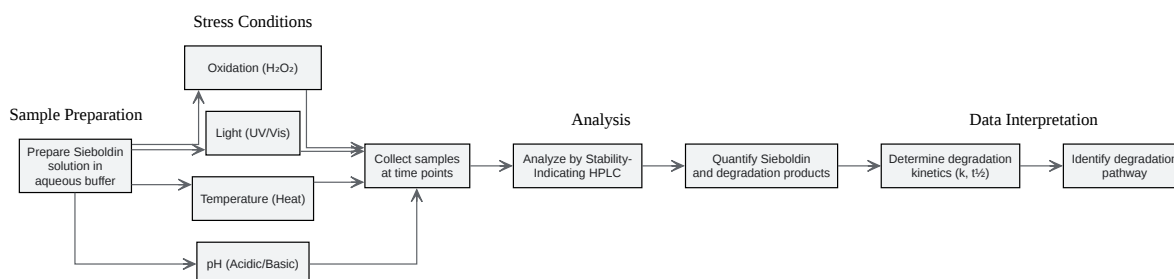 Stress Conditions
Oxidation (H₂O₂)
Sample Preparation
Light (UV/Vis)
Analysis
Data Interpretation
Prepare Sieboldin
solution in
aqueous buffer
Collect samples
at time points
Analyze by Stability-
Indicating HPLC
Quantify Sieboldin
and degradation products
Determine degradation
kinetics (k, t½)
Identify degradation
pathway
Temperature (Heat)
pH (Acidic/Basic)